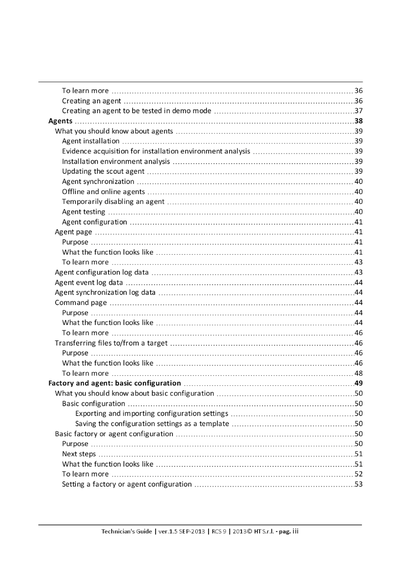 To learn more 36
Creating an agent 36
Creating an agent to be tested in demo mode 37
Agents 38
What you should know about agents 39
Agent installation 39
Evidence acquisition for installation environment analysis 39
Installation environment analysis 39
Updating the scout agent 39
Agent synchronization 40
Offline and online agents 40
Temporarily disabling an agent 40
Agent testing 40
Agent configuration 41
Agent page 41
Purpose 41
What the function looks like 41
To learn more 43
Agent configuration log data 43
Agent event log data 44
Agent synchronization log data 44
Command page 44
Purpose 44
What the function looks like 44
To learn more 46
Transferring files to/from a target 46
Purpose 46
What the function looks like 46
To learn more 48
Factory and agent: basic configuration 49
What you should know about basic configuration 50
Basic configuration 50
Exporting and importing configuration settings 50
Saving the configuration settings as a template 50
Basic factory or agent configuration 50
Purpose 50
Next steps 51
What the function looks like 51
To learn more 52
Setting a factory or agent configuration 53
Technician's Guide | ver.1.5 SEP-2013 | RCS 9 | 2013© HT S.r.l. - pag. iii